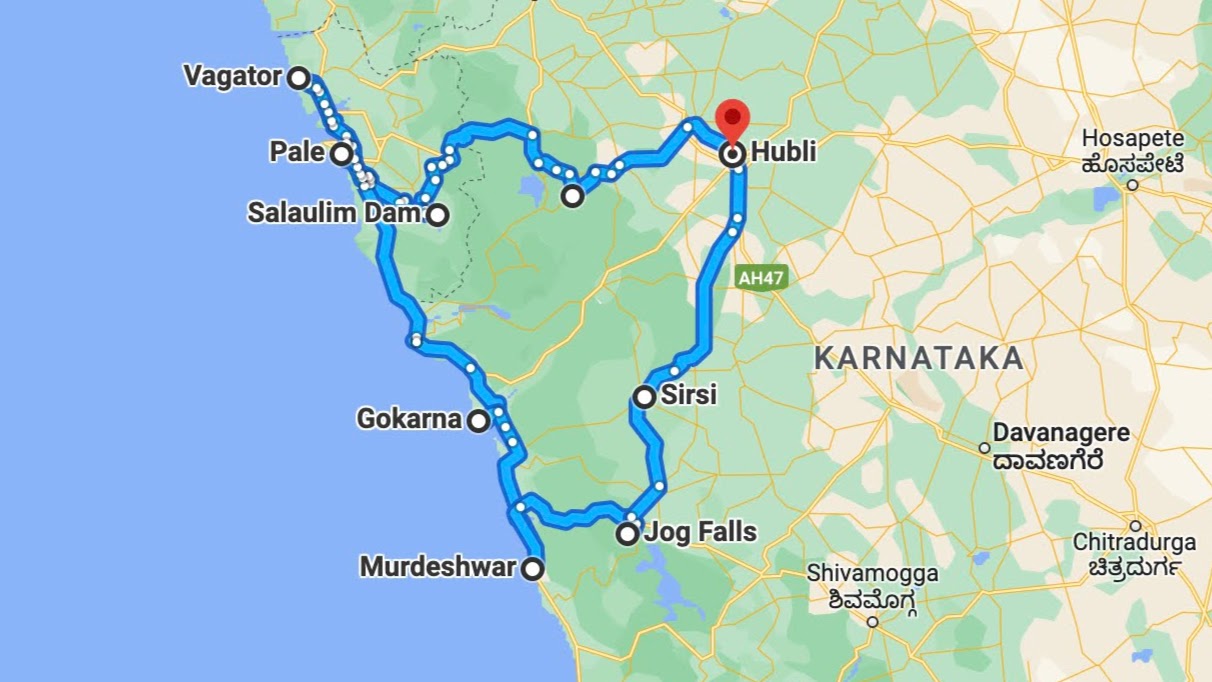 Vagator
Pale
Hubli
Hosapete
ಹೊಸಪೇಟೆ
Salaulim Dam
AH47
KARNATAKA
Sirsi
Gokarna
Davanagere
ದಾವಣಗೆರೆ
Jog Falls
Chitradurga
ಚಿತ್ರದುರ್ಗ
Murdeshwar
Shivamogga
ಶಿವಮೊಗ್ಗ